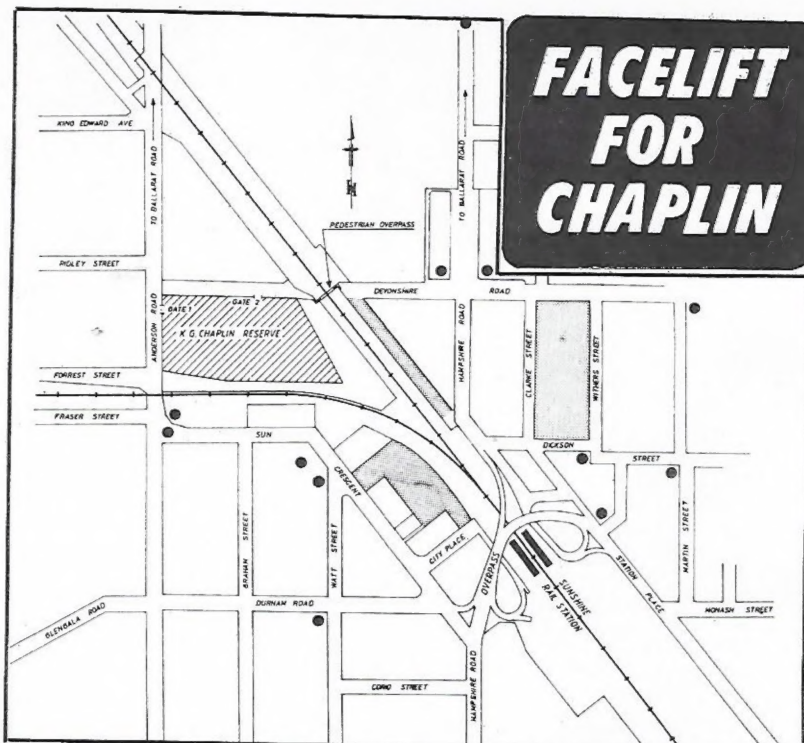 FACELIFT
FOR
CHAPLIN
KING EDWARD AVE
TO BALLARAT ROAD
TO BALLARAT ROAD
N
PEDESTRIAN OVERPASS
RIDLEY STREET
DEVONSHIRE ROAD
ANDERSON ROAD
GATE 1
GATE 2
K G. CHAPLIN RESERVE
HAMPSHIRE ROAD
CLARKE STREET
WITHERS STREET
FORREST STREET
FRASER STREET
SUN CRESCENT
DICKSON STREET
MARTIN STREET
BRAHAM STREET
WATT STREET
CITY PLACE
OVERPASS
STATION PLACE
SUNSHINE
RAIL STATION
DURHAM ROAD
GLENGALA ROAD
MONASH STREET
CORIO STREET
HAMPSHIRE ROAD